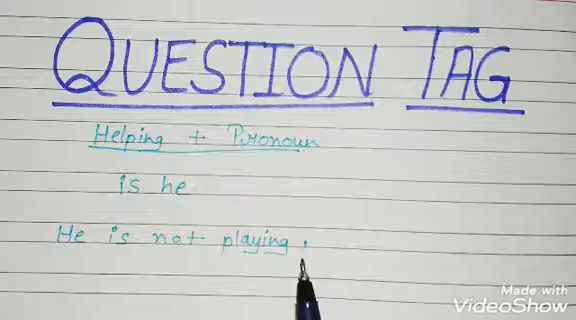 QUESTION TAG
Helping + Pronoun
is he
He is not playing,
Made with
VideoShow